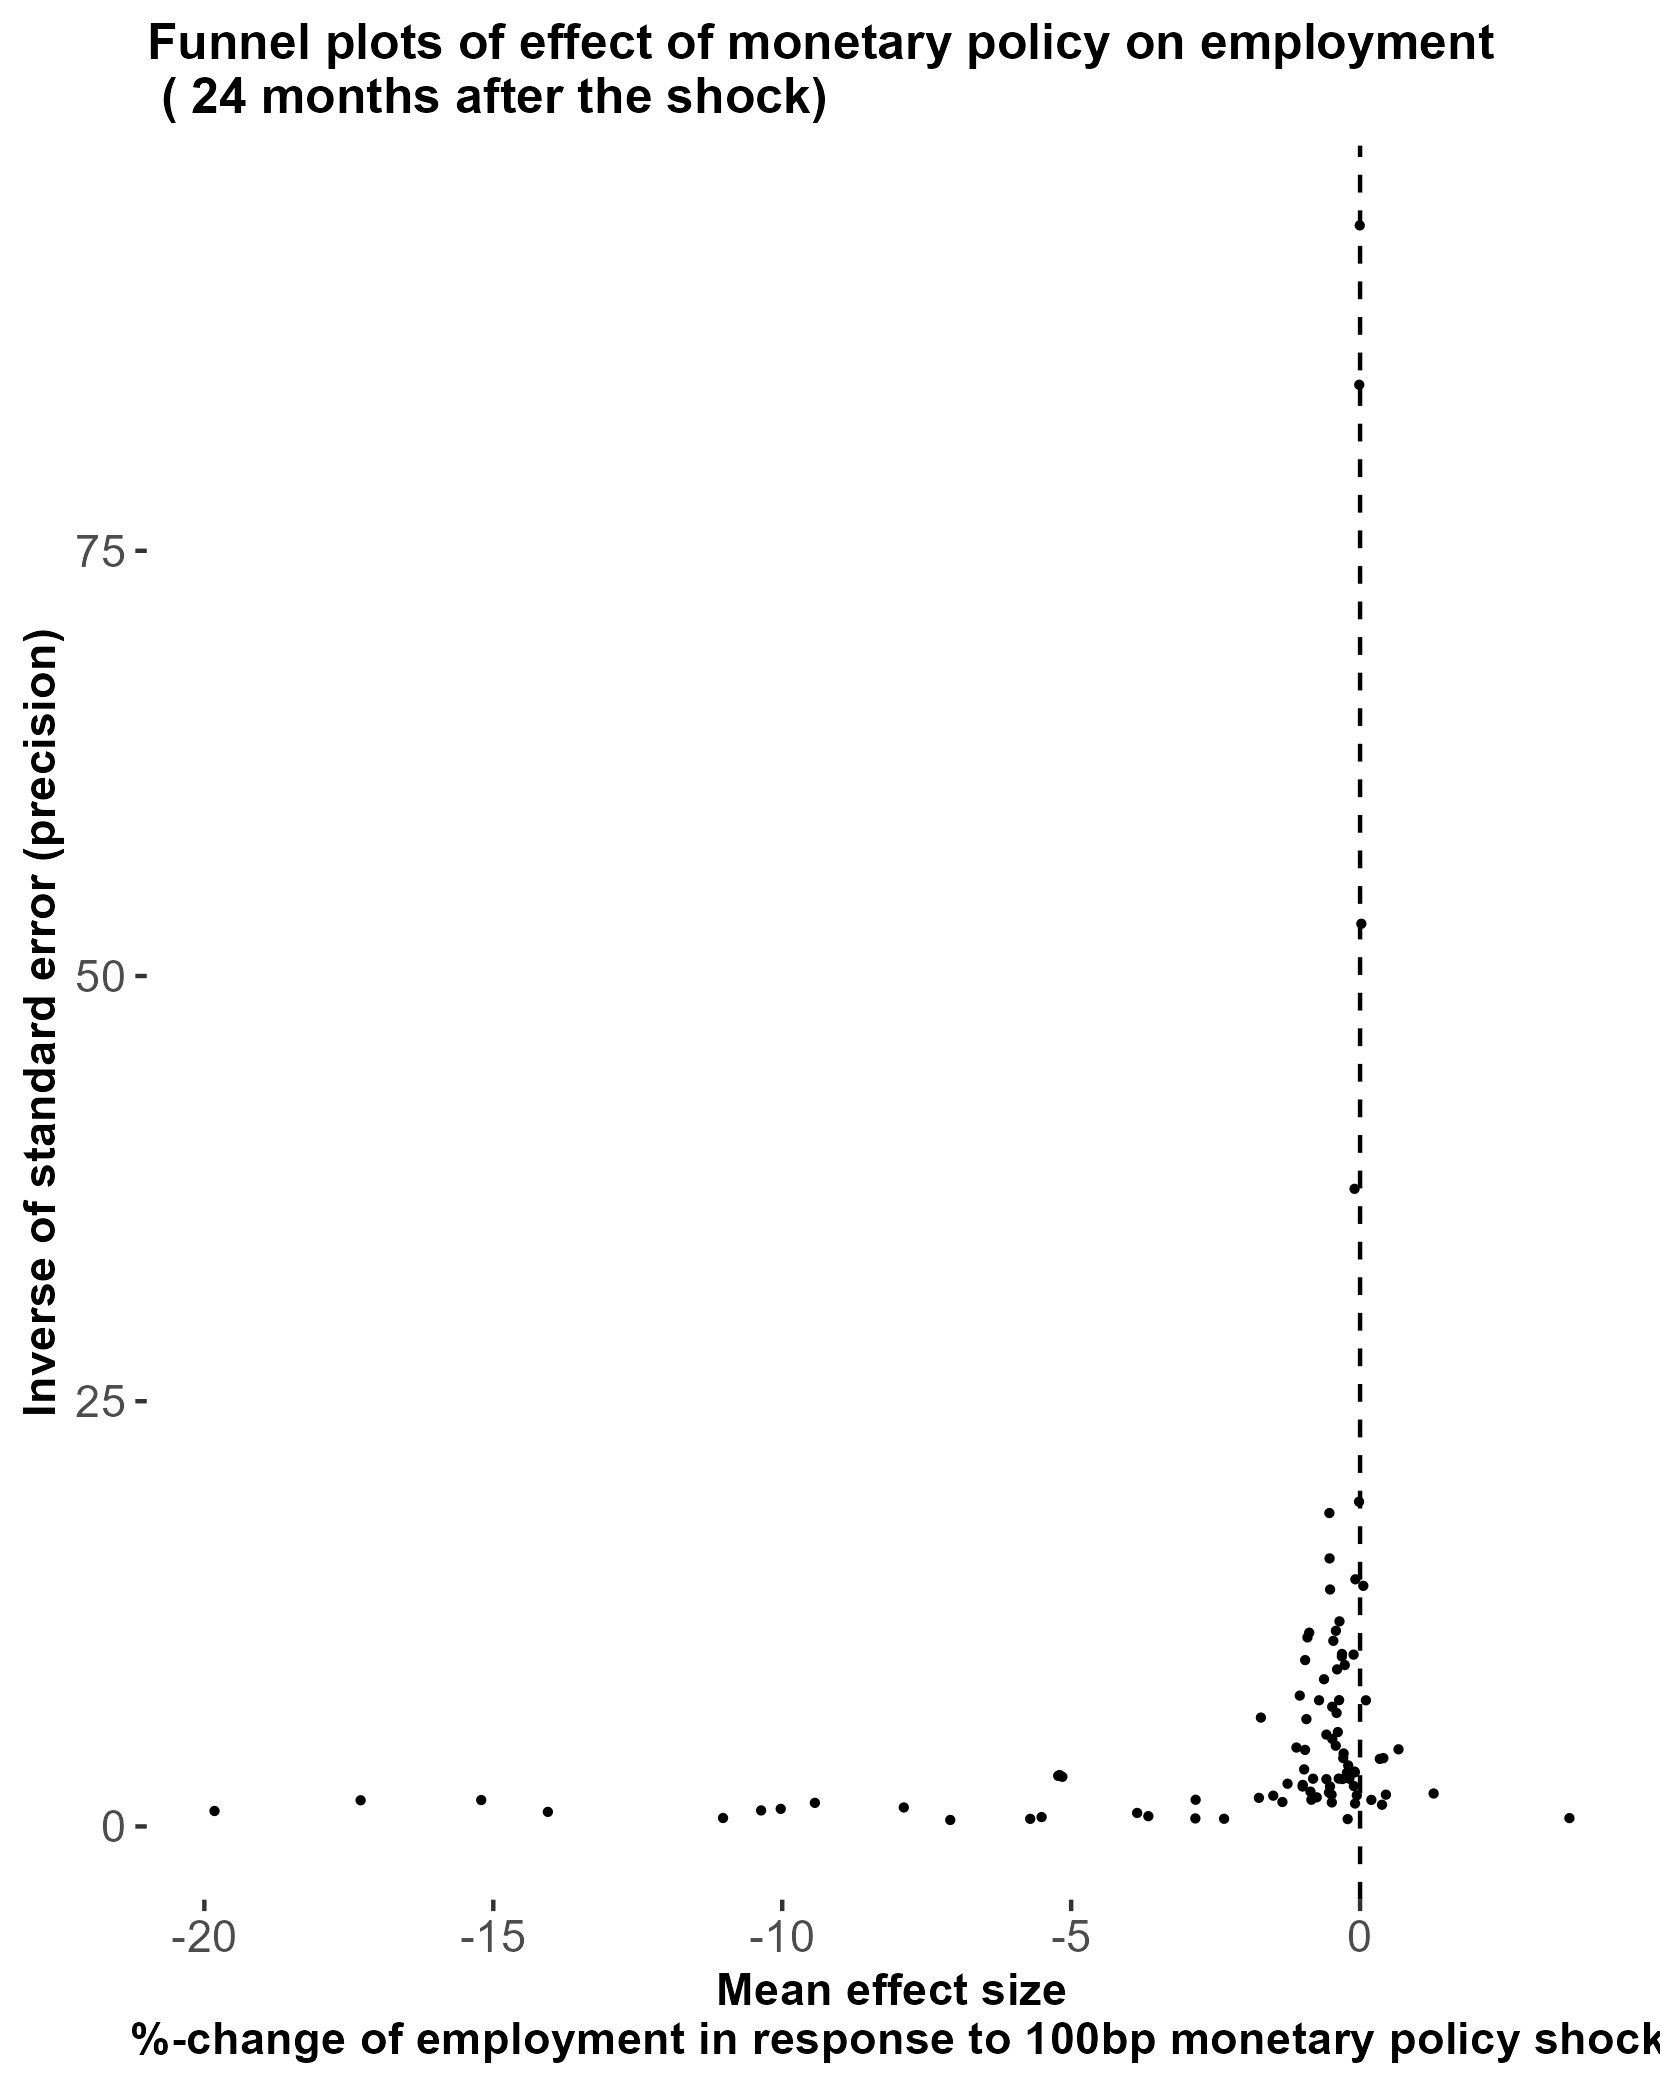 Funnel plots of effect of monetary policy on employment
( 24 months after the shock)
Inverse of standard error (precision)
75
50
25
0
-20 -15 -10 -5 0
Mean effect size
%-change of employment in response to 100bp monetary policy shock